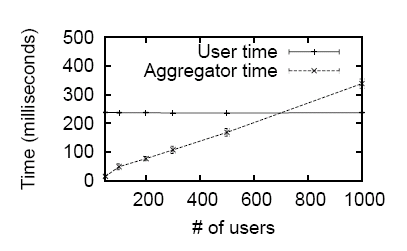 Time (milliseconds)
500
400
300
200
100
0
User time
Aggregator time
200 400 600 800 1000
# of users